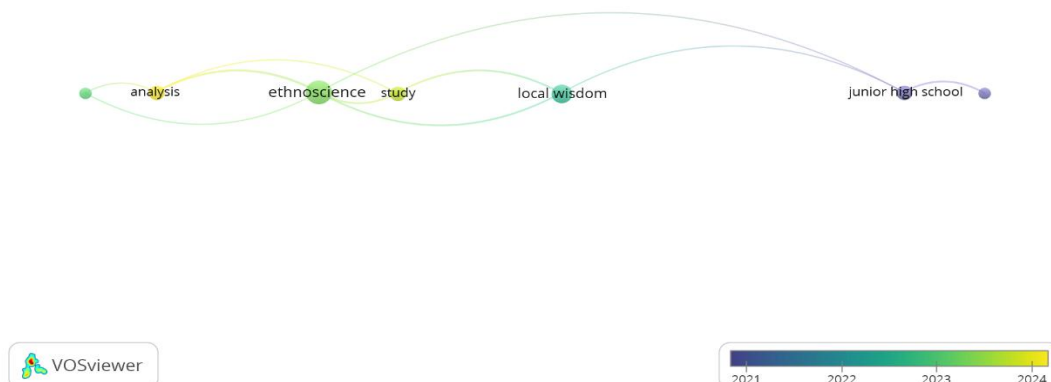 analysis
ethnoscience
study
local wisdom
junior high school
VOSviewer
2021
2022
2023
2024